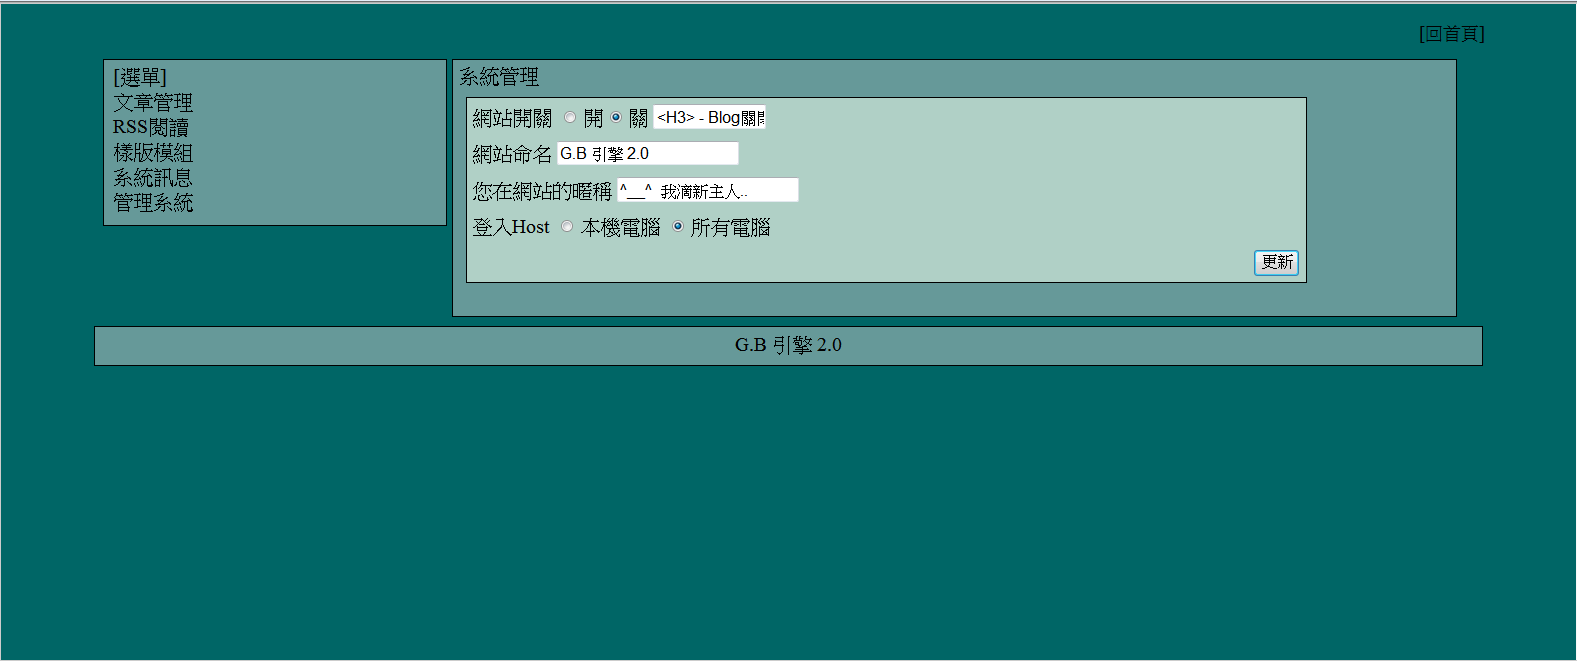 [回首頁]
[選單]
文章管理
RSS閱讀
樣版模組
系統訊息
管理系統
系統管理
網站開關 開 關 <H3> - Blog關
網站命名 G.B 引擎 2.0
您在網站的暱稱 ^__^ 我滴新主人..
登入Host 本機電腦 所有電腦
更新
G.B 引擎 2.0